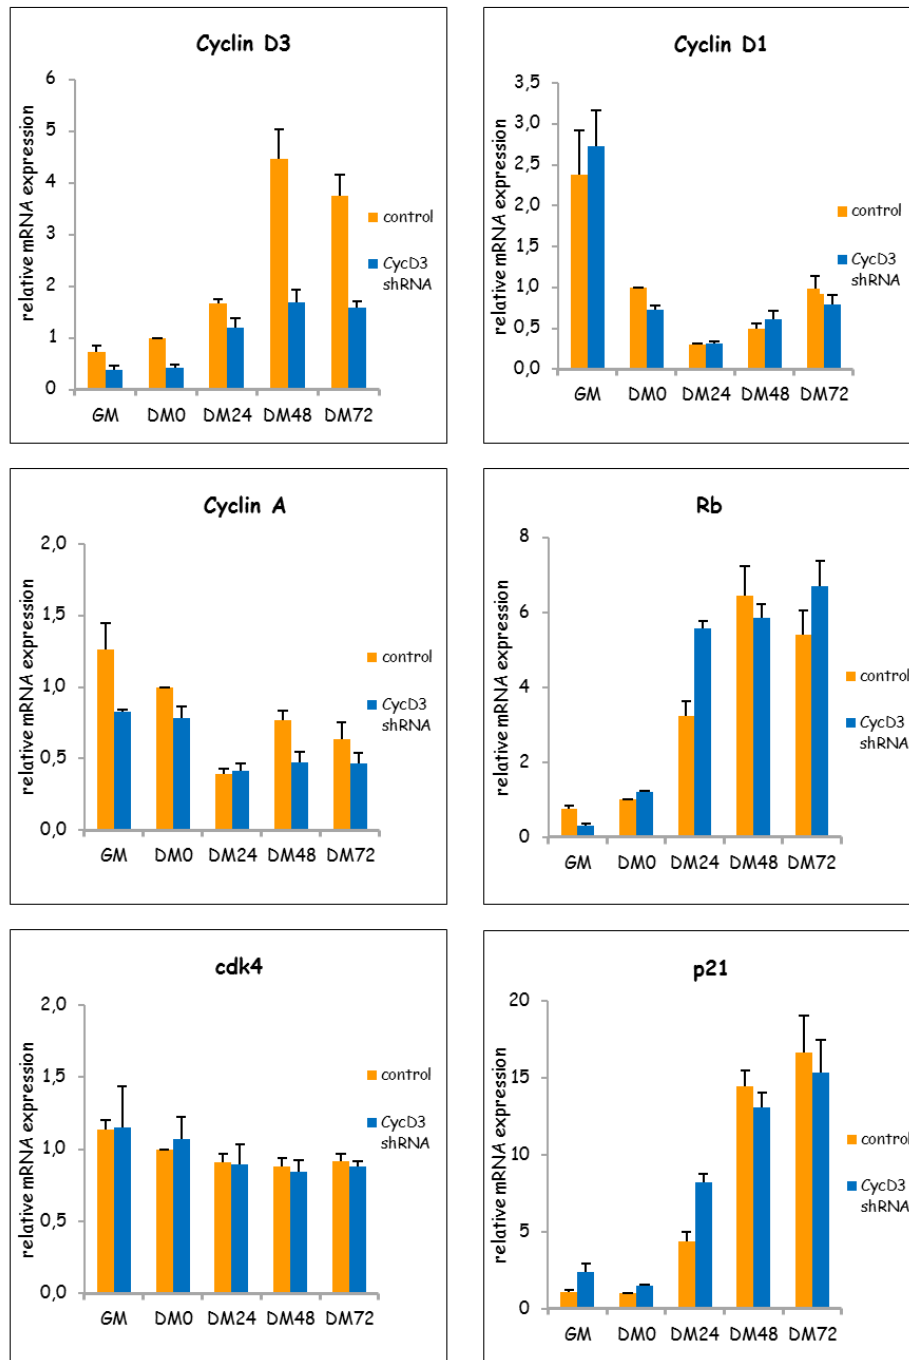 Cyclin D3
relative mRNA expression
6
5
4
3
2
1
0
GM DM0 DM24 DM48 DM72
control
CycD3
shRNA
Cyclin D1
relative mRNA expression
3,5
3,0
2,5
2,0
1,5
1,0
0,5
0,0
GM DM0 DM24 DM48 DM72
control
CycD3
shRNA
Cyclin A
relative mRNA expression
2,0
1,5
1,0
0,5
0,0
GM DM0 DM24 DM48 DM72
control
CycD3
shRNA
Rb
relative mRNA expression
8
6
4
2
0
GM DM0 DM24 DM48 DM72
control
CycD3
shRNA
cdk4
relative mRNA expression
2,0
1,5
1,0
0,5
0,0
GM DM0 DM24 DM48 DM72
control
CycD3
shRNA
p21
relative mRNA expression
20
15
10
5
0
GM DM0 DM24 DM48 DM72
control
CycD3
shRNA